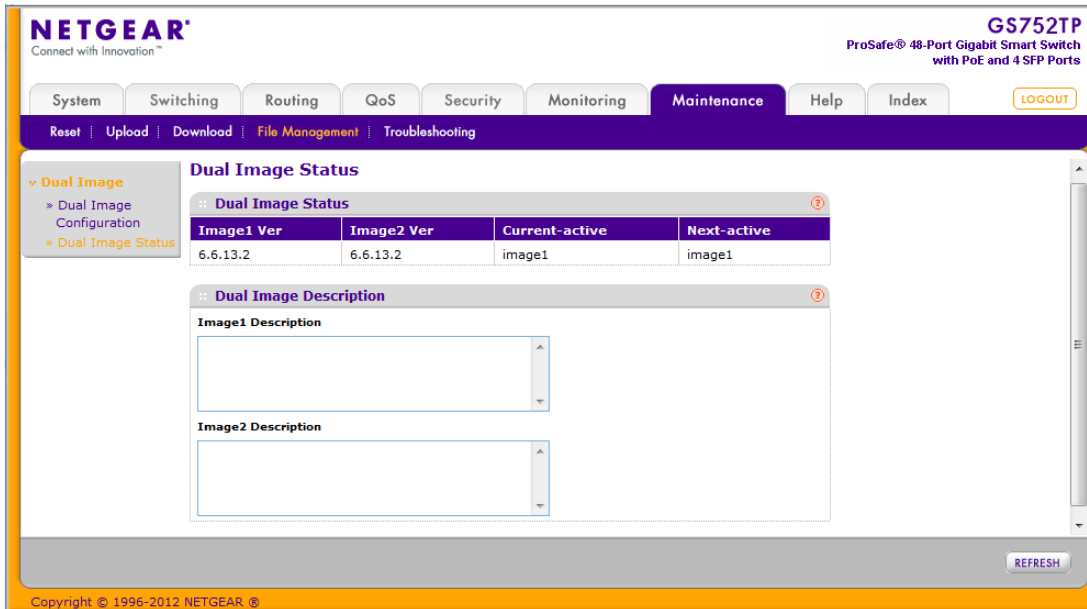 NETGEAR®
Connect with Innovation™
GS752TP
ProSafe® 48-Port Gigabit Smart Switch
with PoE and 4 SFP Ports
System Switching Routing QoS Security Monitoring Maintenance Help Index LOGOUT
Reset | Upload | Download | File Management | Troubleshooting
Dual Image
» Dual Image
Configuration
» Dual Image Status
Dual Image Status
Dual Image Status
Image1 Ver Image2 Ver Current-active Next-active
6.6.13.2 6.6.13.2 image1 image1
Dual Image Description
Image1 Description
Image2 Description
REFRESH
Copyright © 1996-2012 NETGEAR ®